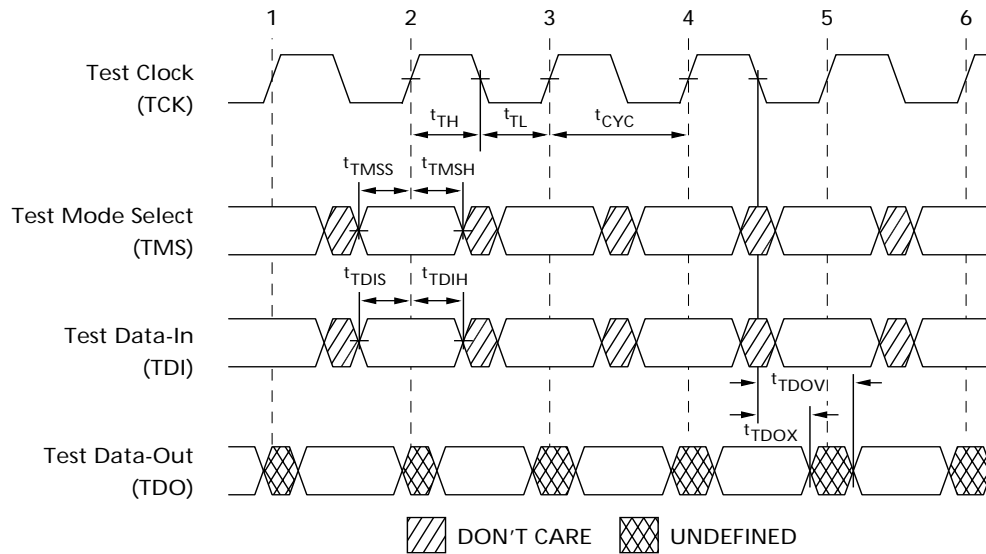 1 2 3 4 5 6
Test Clock
(TCK)
tTH tTL tCYC
tTMSS tTMSH
Test Mode Select
(TMS)
tTDIS tTDIH
Test Data-In
(TDI)
tTDOV
tTDOX
Test Data-Out
(TDO)
DON'T CARE UNDEFINED